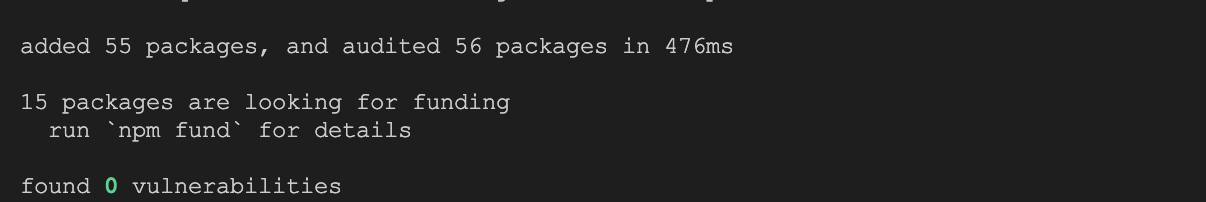 added 55 packages, and audited 56 packages in 476ms
15 packages are looking for funding
run `npm fund` for details
found 0 vulnerabilities